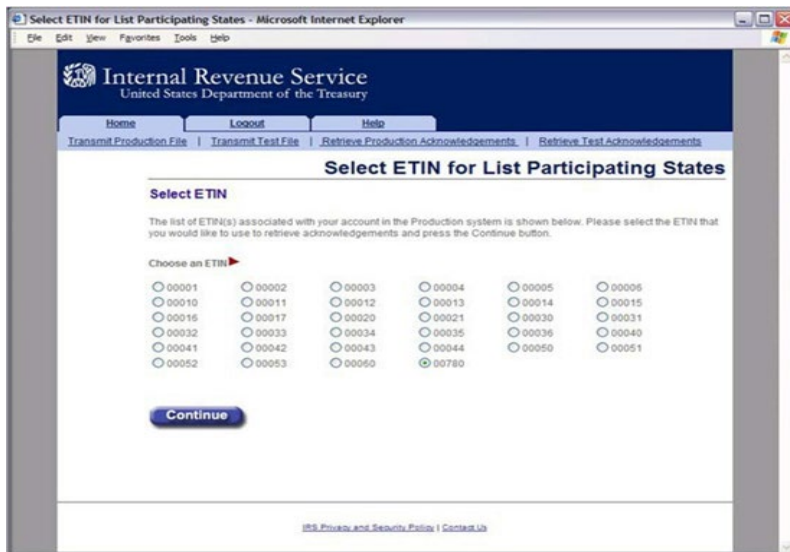 Select ETIN for List Participating States - Microsoft Internet Explorer
File Edit View Favorites Tools Help
Internal Revenue Service
United States Department of the Treasury
Home Logout Help
Transmit Production File | Transmit Test File | Retrieve Production Acknowledgements | Retrieve Test Acknowledgements
Select ETIN for List Participating States
Select ETIN
The list of ETIN(s) associated with your account in the Production system is shown below. Please select the ETIN that
you would like to use to retrieve acknowledgements and press the Continue button.
Choose an ETIN
00001 00002 00003 00004 00005 00006
00010 00011 00012 00013 00014 00015
00016 00017 00020 00021 00030 00031
00032 00033 00034 00035 00036 00040
00041 00042 00043 00044 00050 00051
00052 00053 00060 00780
Continue
IRS Privacy and Security Policy | Contact Us